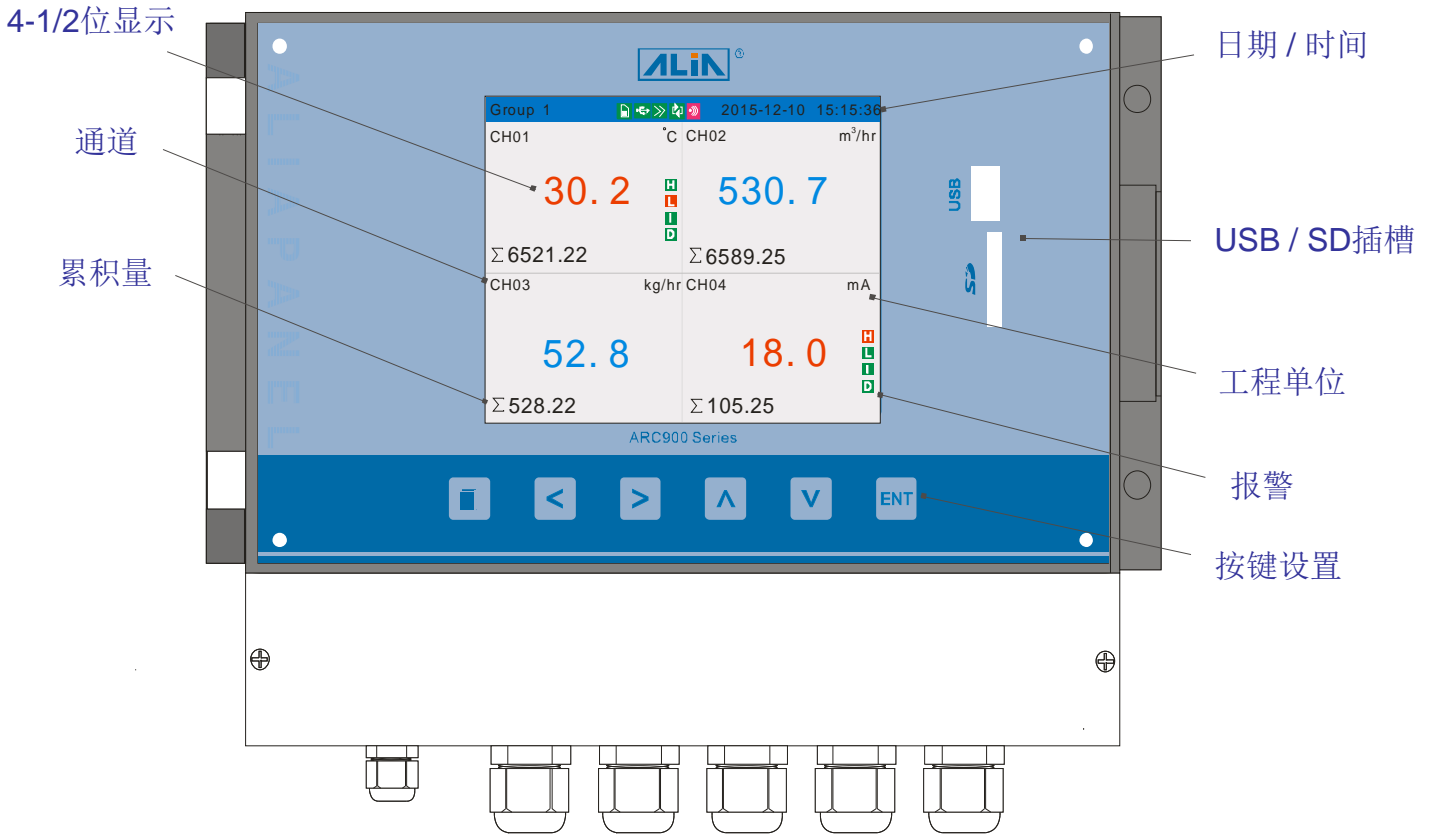 4-1/2位显示
通道
累积量
ALIA PANEL
ALiA®
Group 1 2015-12-10 15:15:36
CH01 °C CH02 m³/hr
30.2 530.7
H
L
I
D
Σ6521.22 Σ6589.25
CH03 kg/hr CH04 mA
52.8 18.0
H
L
I
D
Σ528.22 Σ105.25
ARC900 Series
USB
SD
< > ∧ ∨ ENT
日期 / 时间
USB / SD插槽
工程单位
报警
按键设置